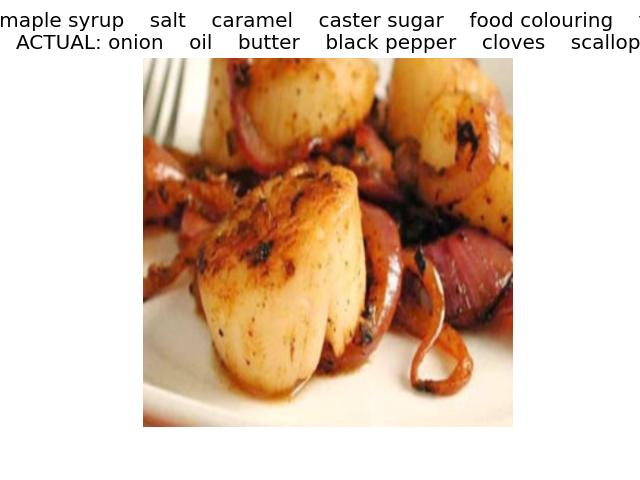 maple syrup    salt    caramel    caster sugar    food colouring
ACTUAL: onion    oil    butter    black pepper    cloves    scallop